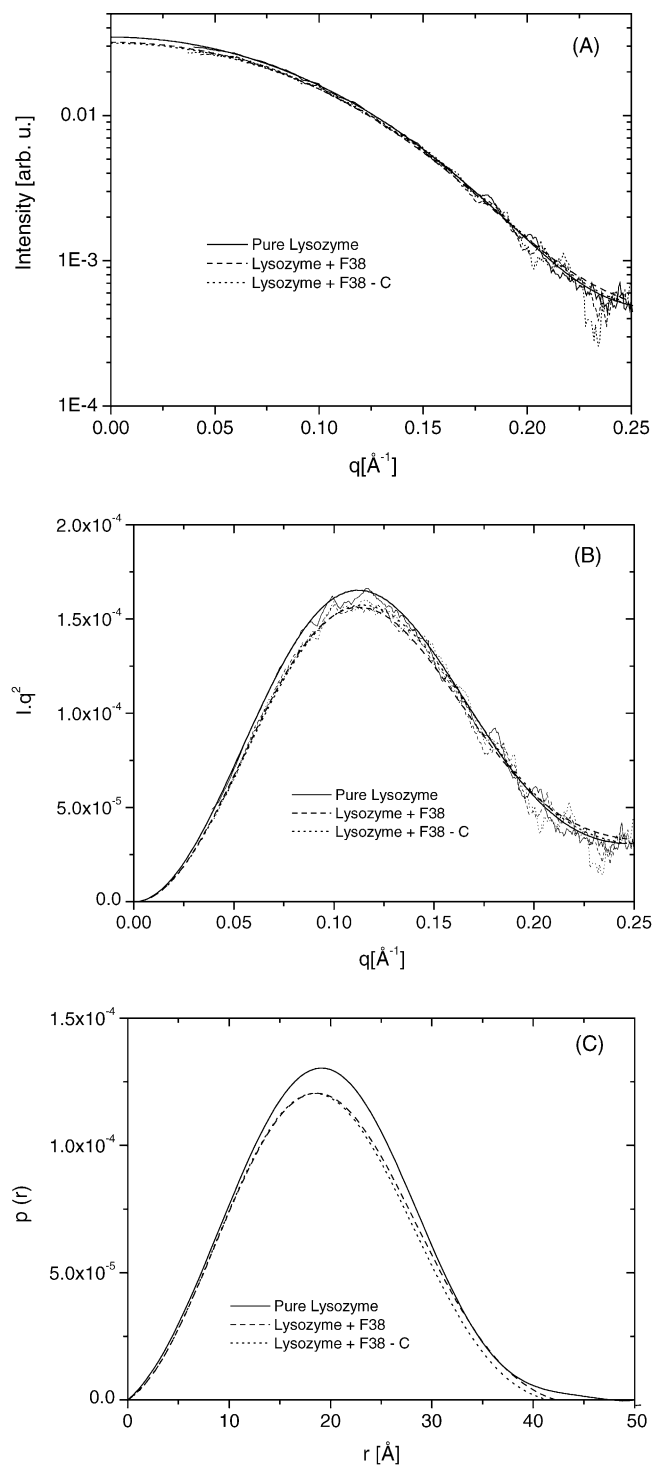 (A)
Intensity [arb. u.]
0.01
1E-3
1E-4
Pure Lysozyme
Lysozyme + F38
Lysozyme + F38 - C
0.00 0.05 0.10 0.15 0.20 0.25
q[Å⁻¹]
(B)
I.q²
2.0x10⁻⁴
1.5x10⁻⁴
1.0x10⁻⁴
5.0x10⁻⁵
0.0
Pure Lysozyme
Lysozyme + F38
Lysozyme + F38 - C
0.00 0.05 0.10 0.15 0.20 0.25
q[Å⁻¹]
(C)
p (r)
1.5x10⁻⁴
1.0x10⁻⁴
5.0x10⁻⁵
0.0
Pure Lysozyme
Lysozyme + F38
Lysozyme + F38 - C
0 10 20 30 40 50
r [Å]